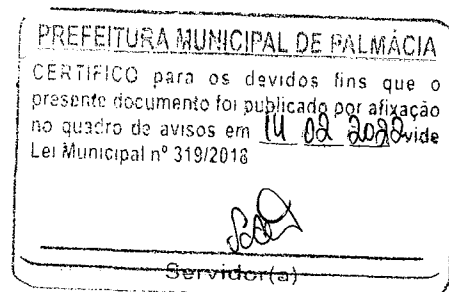 PREFEITURA MUNICIPAL DE PALMÁCIA
CERTIFICO para os devidos fins que o
presente documento foi publicado por afixação
no quadro de avisos em 14 02 2022 vide
Lei Municipal nº 319/2018
Servidor(a)